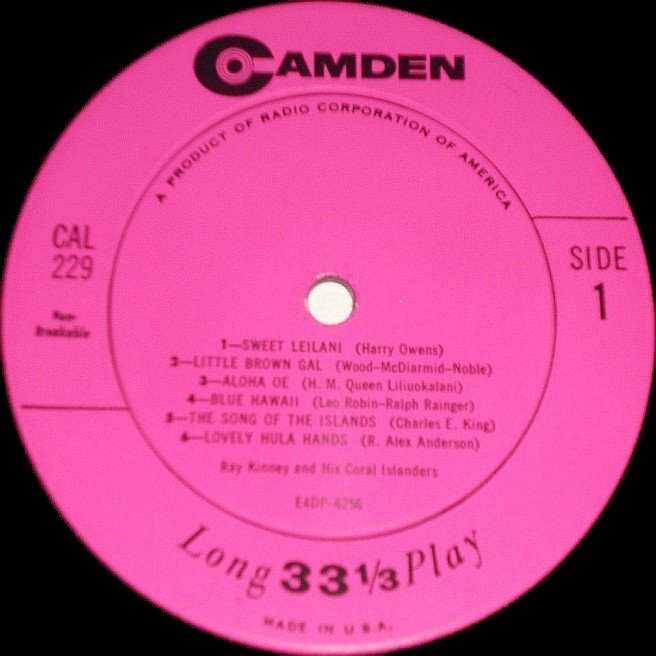 CAMDEN
A PRODUCT OF RADIO CORPORATION OF AMERICA
CAL
229
Non-
Breakable
SIDE
1
1—SWEET LEILANI (Harry Owens)
2—LITTLE BROWN GAL (Wood–McDiarmid–Noble)
3—ALOHA OE (H. M. Queen Liliuokalani)
4—BLUE HAWAII (Leo Robin–Ralph Rainger)
5—THE SONG OF THE ISLANDS (Charles E. King)
6—LOVELY HULA HANDS (R. Alex Anderson)
Ray Kinney and His Coral Islanders
E4DP-6296
Long 33 1/3 Play
MADE IN U.S.A.